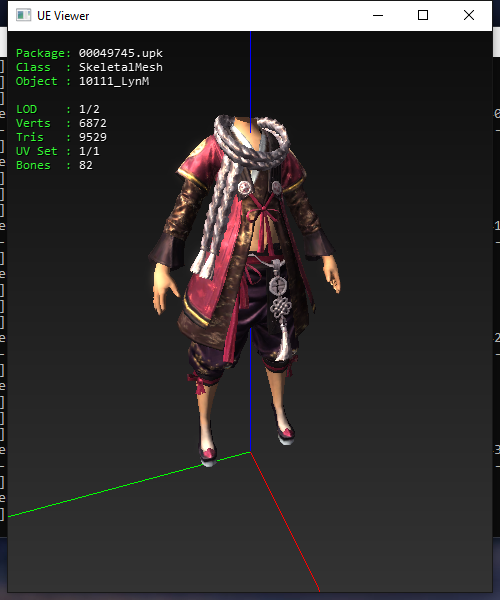 UE Viewer
Package: 00049745.upk
Class : SkeletalMesh
Object : 10111_LynM
LOD : 1/2
Verts : 6872
Tris : 9529
UV Set : 1/1
Bones : 82